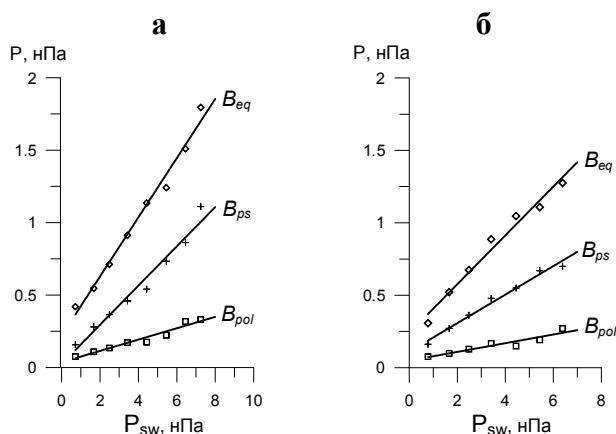 а
P, нПа
2
1.5
1
0.5
0
B_eq
B_ps
B_pol
0 2 4 6 8 10
P_sw, нПа
б
P, нПа
2
1.5
1
0.5
0
B_eq
B_ps
B_pol
0 2 4 6 8
P_sw, нПа